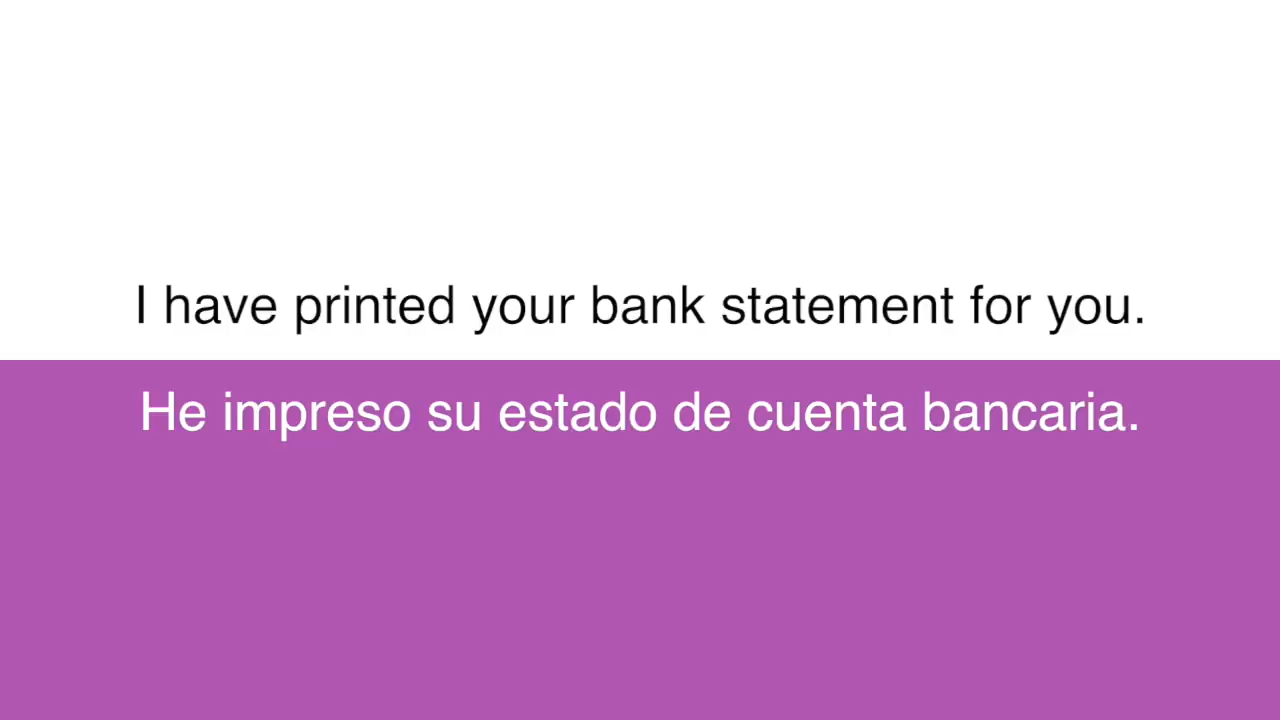 I have printed your bank statement for you.
He impreso su estado de cuenta bancaria.